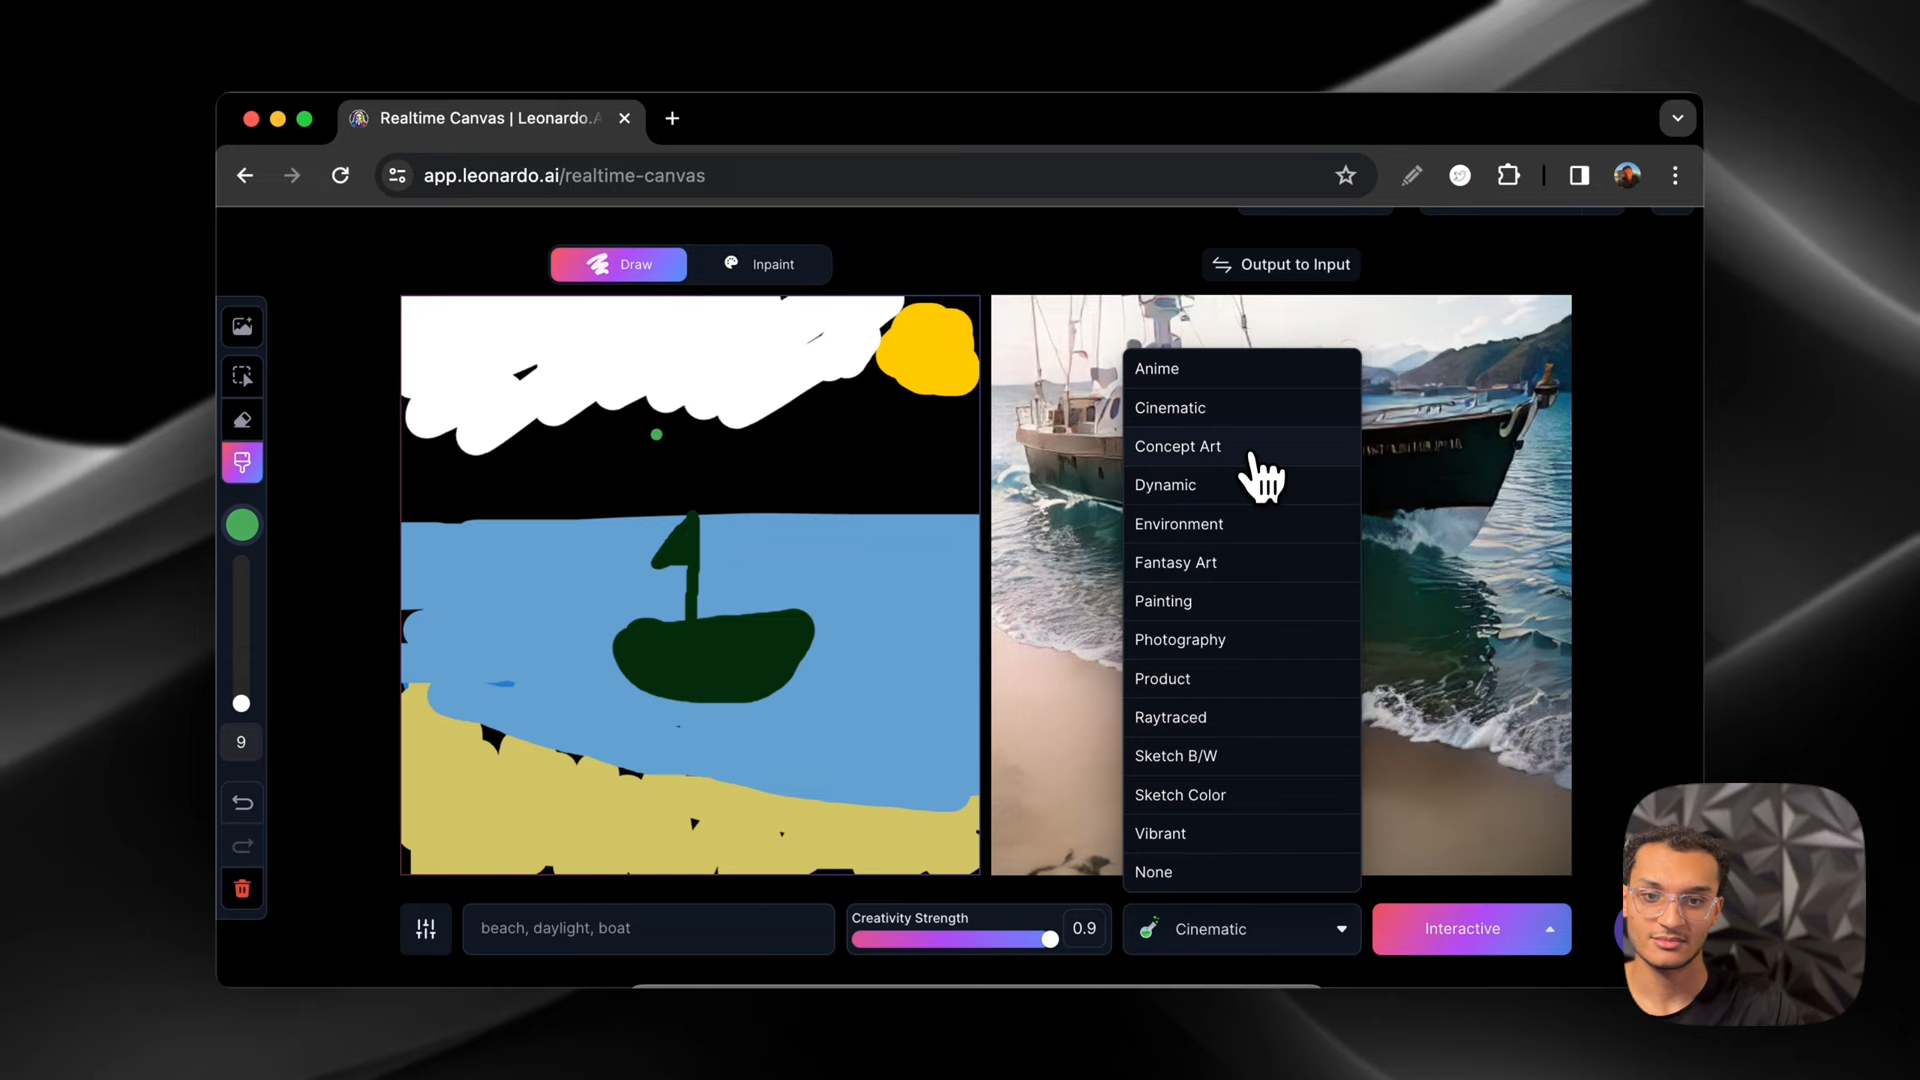 Realtime Canvas | Leonardo.A
app.leonardo.ai/realtime-canvas
Draw
Inpaint
Output to Input
Anime
Cinematic
Concept Art
Dynamic
Environment
Fantasy Art
Painting
Photography
Product
Raytraced
Sketch B/W
Sketch Color
Vibrant
None
9
beach, daylight, boat
Creativity Strength
0.9
Cinematic
Interactive